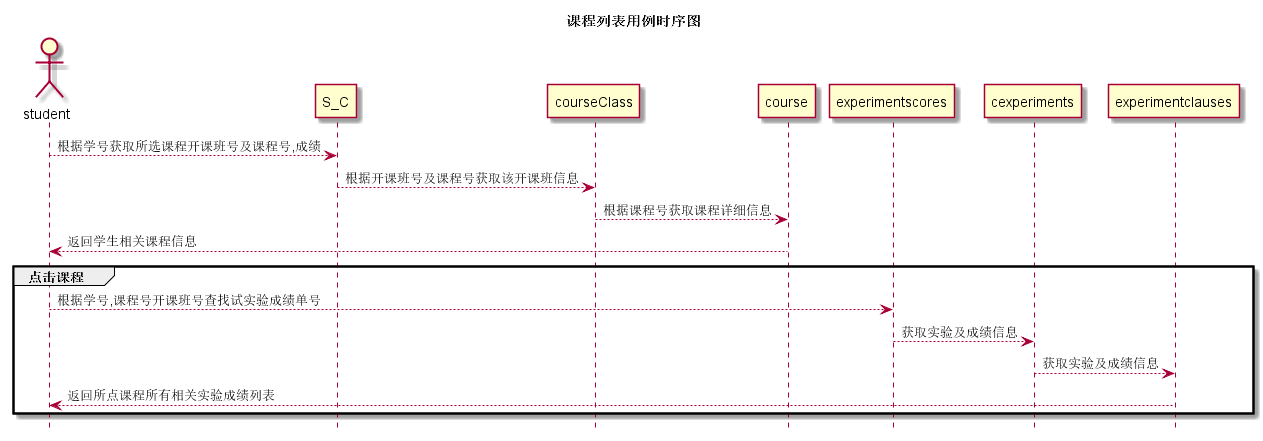 课程列表用例时序图
student
S_C
courseClass
course
experimentscores
cexperiments
experimentclauses
根据学号获取所选课程开课班号及课程号,成绩
根据开课班号及课程号获取该开课班信息
根据课程号获取课程详细信息
返回学生相关课程信息
点击课程
根据学号,课程号开课班号查找试实验成绩单号
获取实验及成绩信息
获取实验及成绩信息
返回所点课程所有相关实验成绩列表